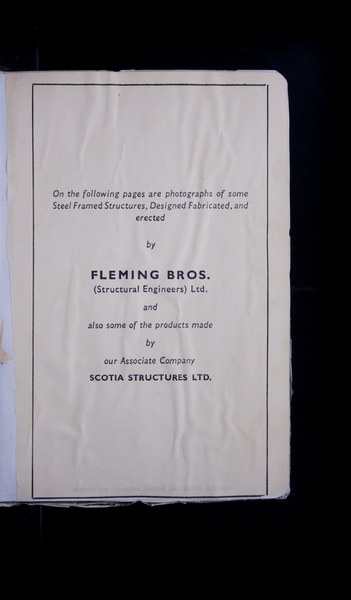 On the following pages are photographs of some
Steel Framed Structures, Designed Fabricated, and
erected
by
FLEMING BROS.
(Structural Engineers) Ltd.
and
also some of the products made
by
our Associate Company
SCOTIA STRUCTURES LTD.